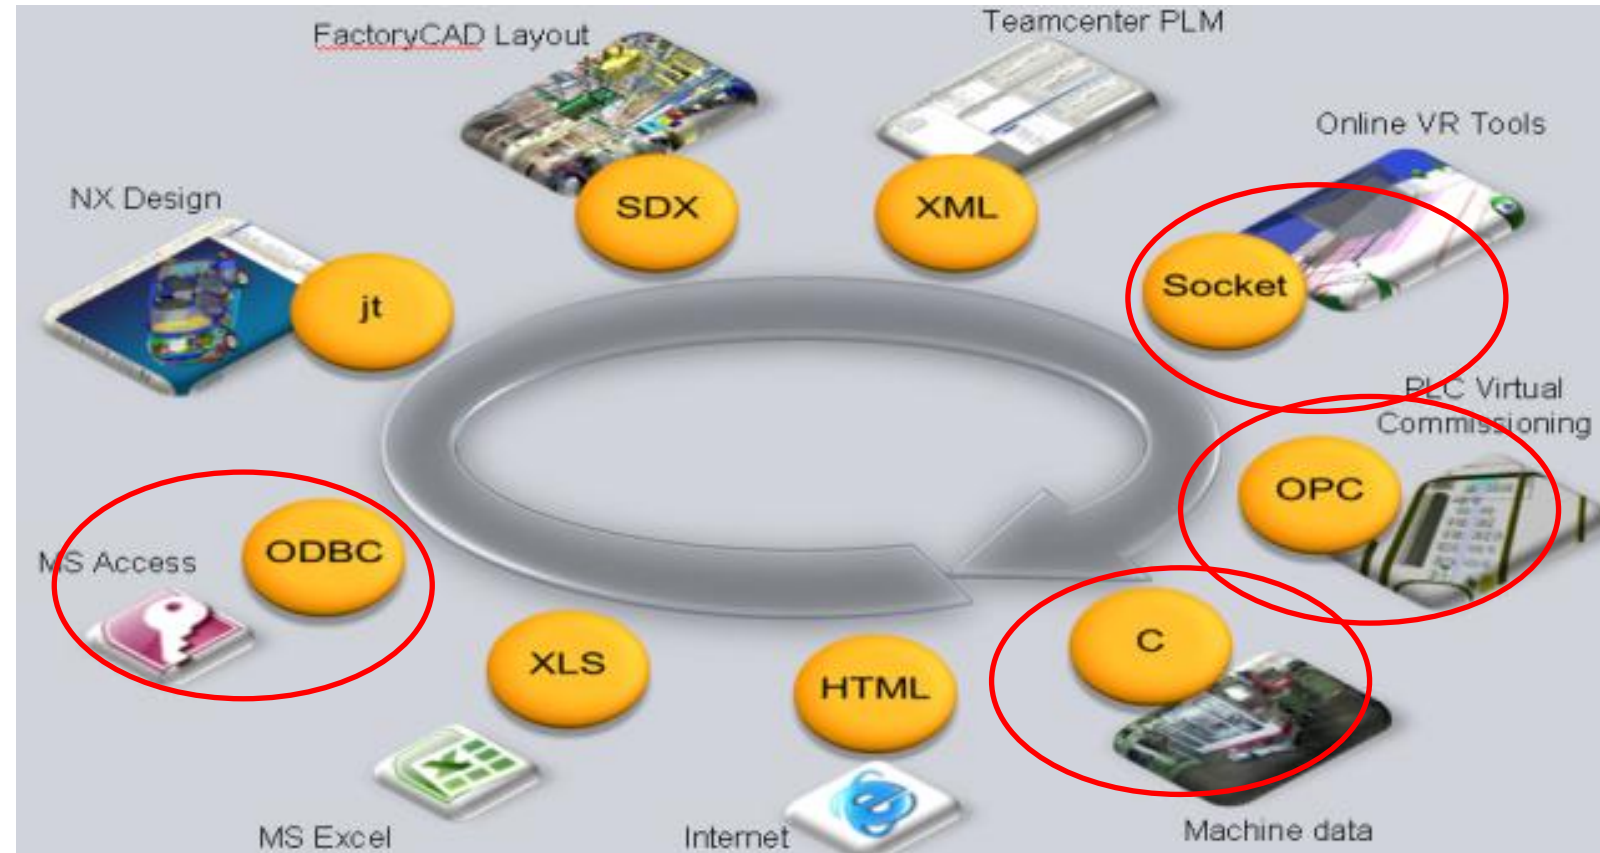 FactoryCAD Layout
Teamcenter PLM
Online VR Tools
NX Design
SDX
XML
Socket
jt
PLC Virtual
Commissioning
OPC
ODBC
MS Access
C
XLS
HTML
MS Excel
Internet
Machine data